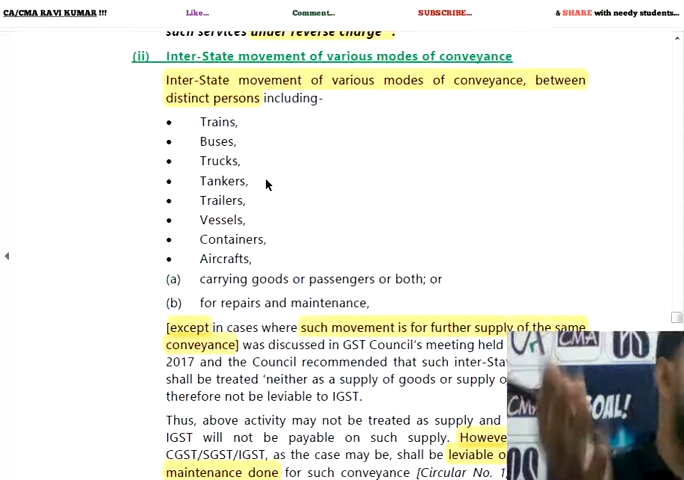 CA/CMA RAVI KUMAR !!! Like... Comment... SUBSCRIBE... & SHARE with needy students...
such services under reverse charge".
(ii) Inter-State movement of various modes of conveyance
Inter-State movement of various modes of conveyance, between
distinct persons including-
• Trains,
• Buses,
• Trucks,
• Tankers,
• Trailers,
• Vessels,
• Containers,
• Aircrafts,
(a) carrying goods or passengers or both; or
(b) for repairs and maintenance,
[except in cases where such movement is for further supply of the same
conveyance] was discussed in GST Council's meeting held
2017 and the Council recommended that such inter-Sta
shall be treated 'neither as a supply of goods or supply o
therefore not be leviable to IGST.
Thus, above activity may not be treated as supply and
IGST will not be payable on such supply. Howeve
CGST/SGST/IGST, as the case may be, shall be leviable o
maintenance done for such conveyance [Circular No. 1
CMA
CMA
GOAL!